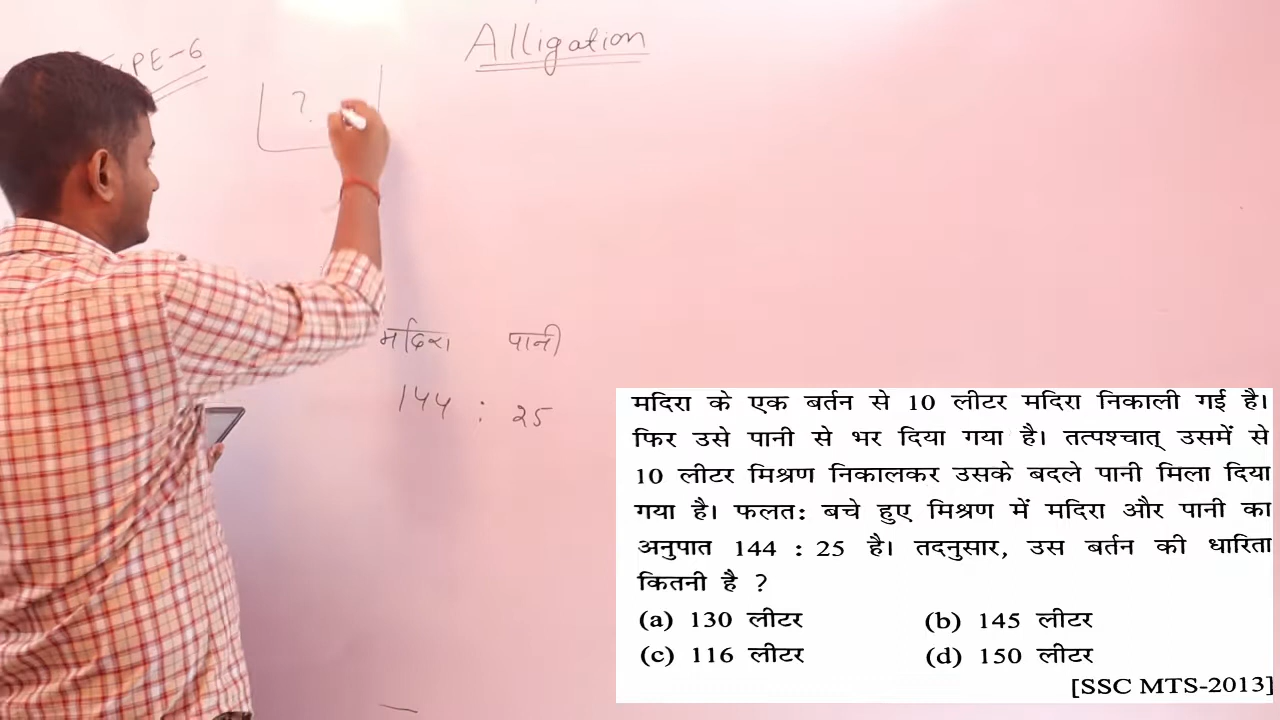 Alligation
PE-6
?
मदिरा पानी
144 : 25
मदिरा के एक बर्तन से 10 लीटर मदिरा निकाली गई है।
फिर उसे पानी से भर दिया गया है। तत्पश्चात् उसमें से
10 लीटर मिश्रण निकालकर उसके बदले पानी मिला दिया
गया है। फलत: बचे हुए मिश्रण में मदिरा और पानी का
अनुपात 144 : 25 है। तदनुसार, उस बर्तन की धारिता
कितनी है ?
(a) 130 लीटर (b) 145 लीटर
(c) 116 लीटर (d) 150 लीटर
[SSC MTS-2013]